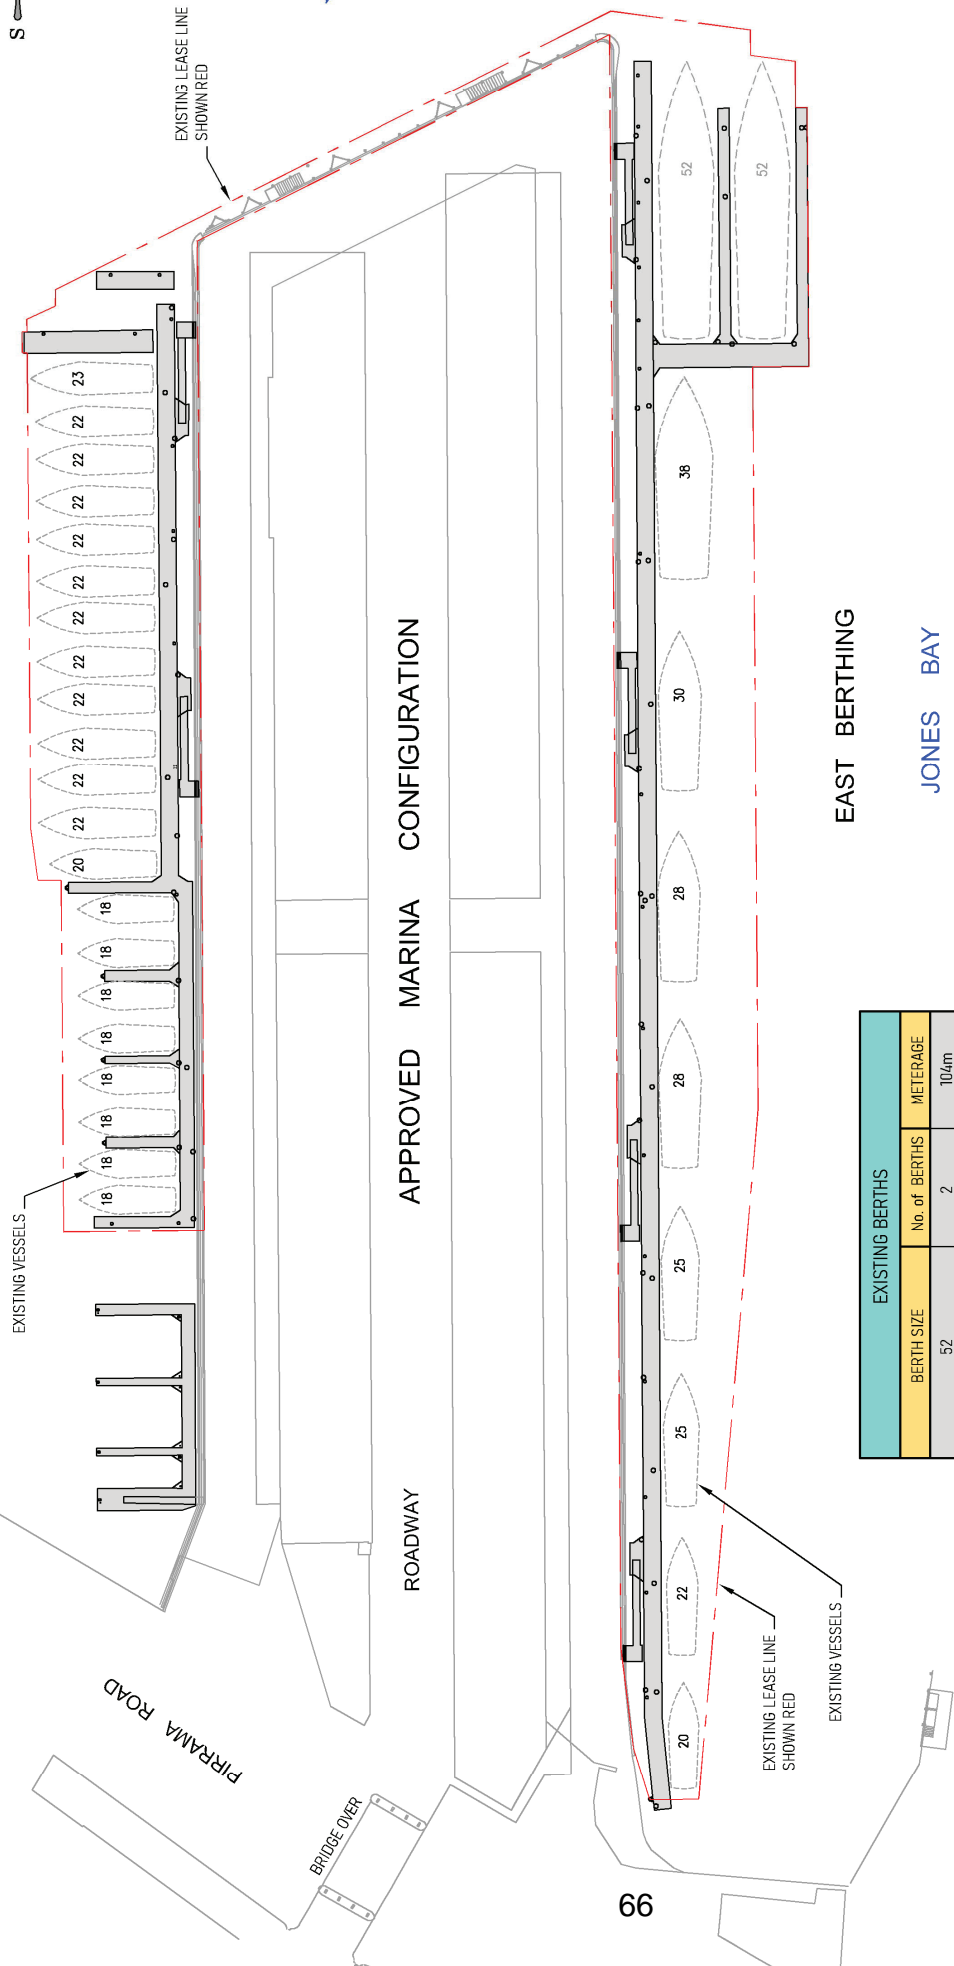 S
EXISTING LEASE LINE
SHOWN RED
EXISTING VESSELS
23
22
22
22
22
22
22
22
22
22
22
22
20
18
18
18
18
18
18
18
18
APPROVED MARINA CONFIGURATION
ROADWAY
PIRRAMA ROAD
BRIDGE OVER
52
52
38
30
28
28
25
25
22
20
EXISTING LEASE LINE
SHOWN RED
EXISTING VESSELS
EAST BERTHING
JONES BAY
EXISTING BERTHS
BERTH SIZE No. of BERTHS METERAGE
52 2 104m
66